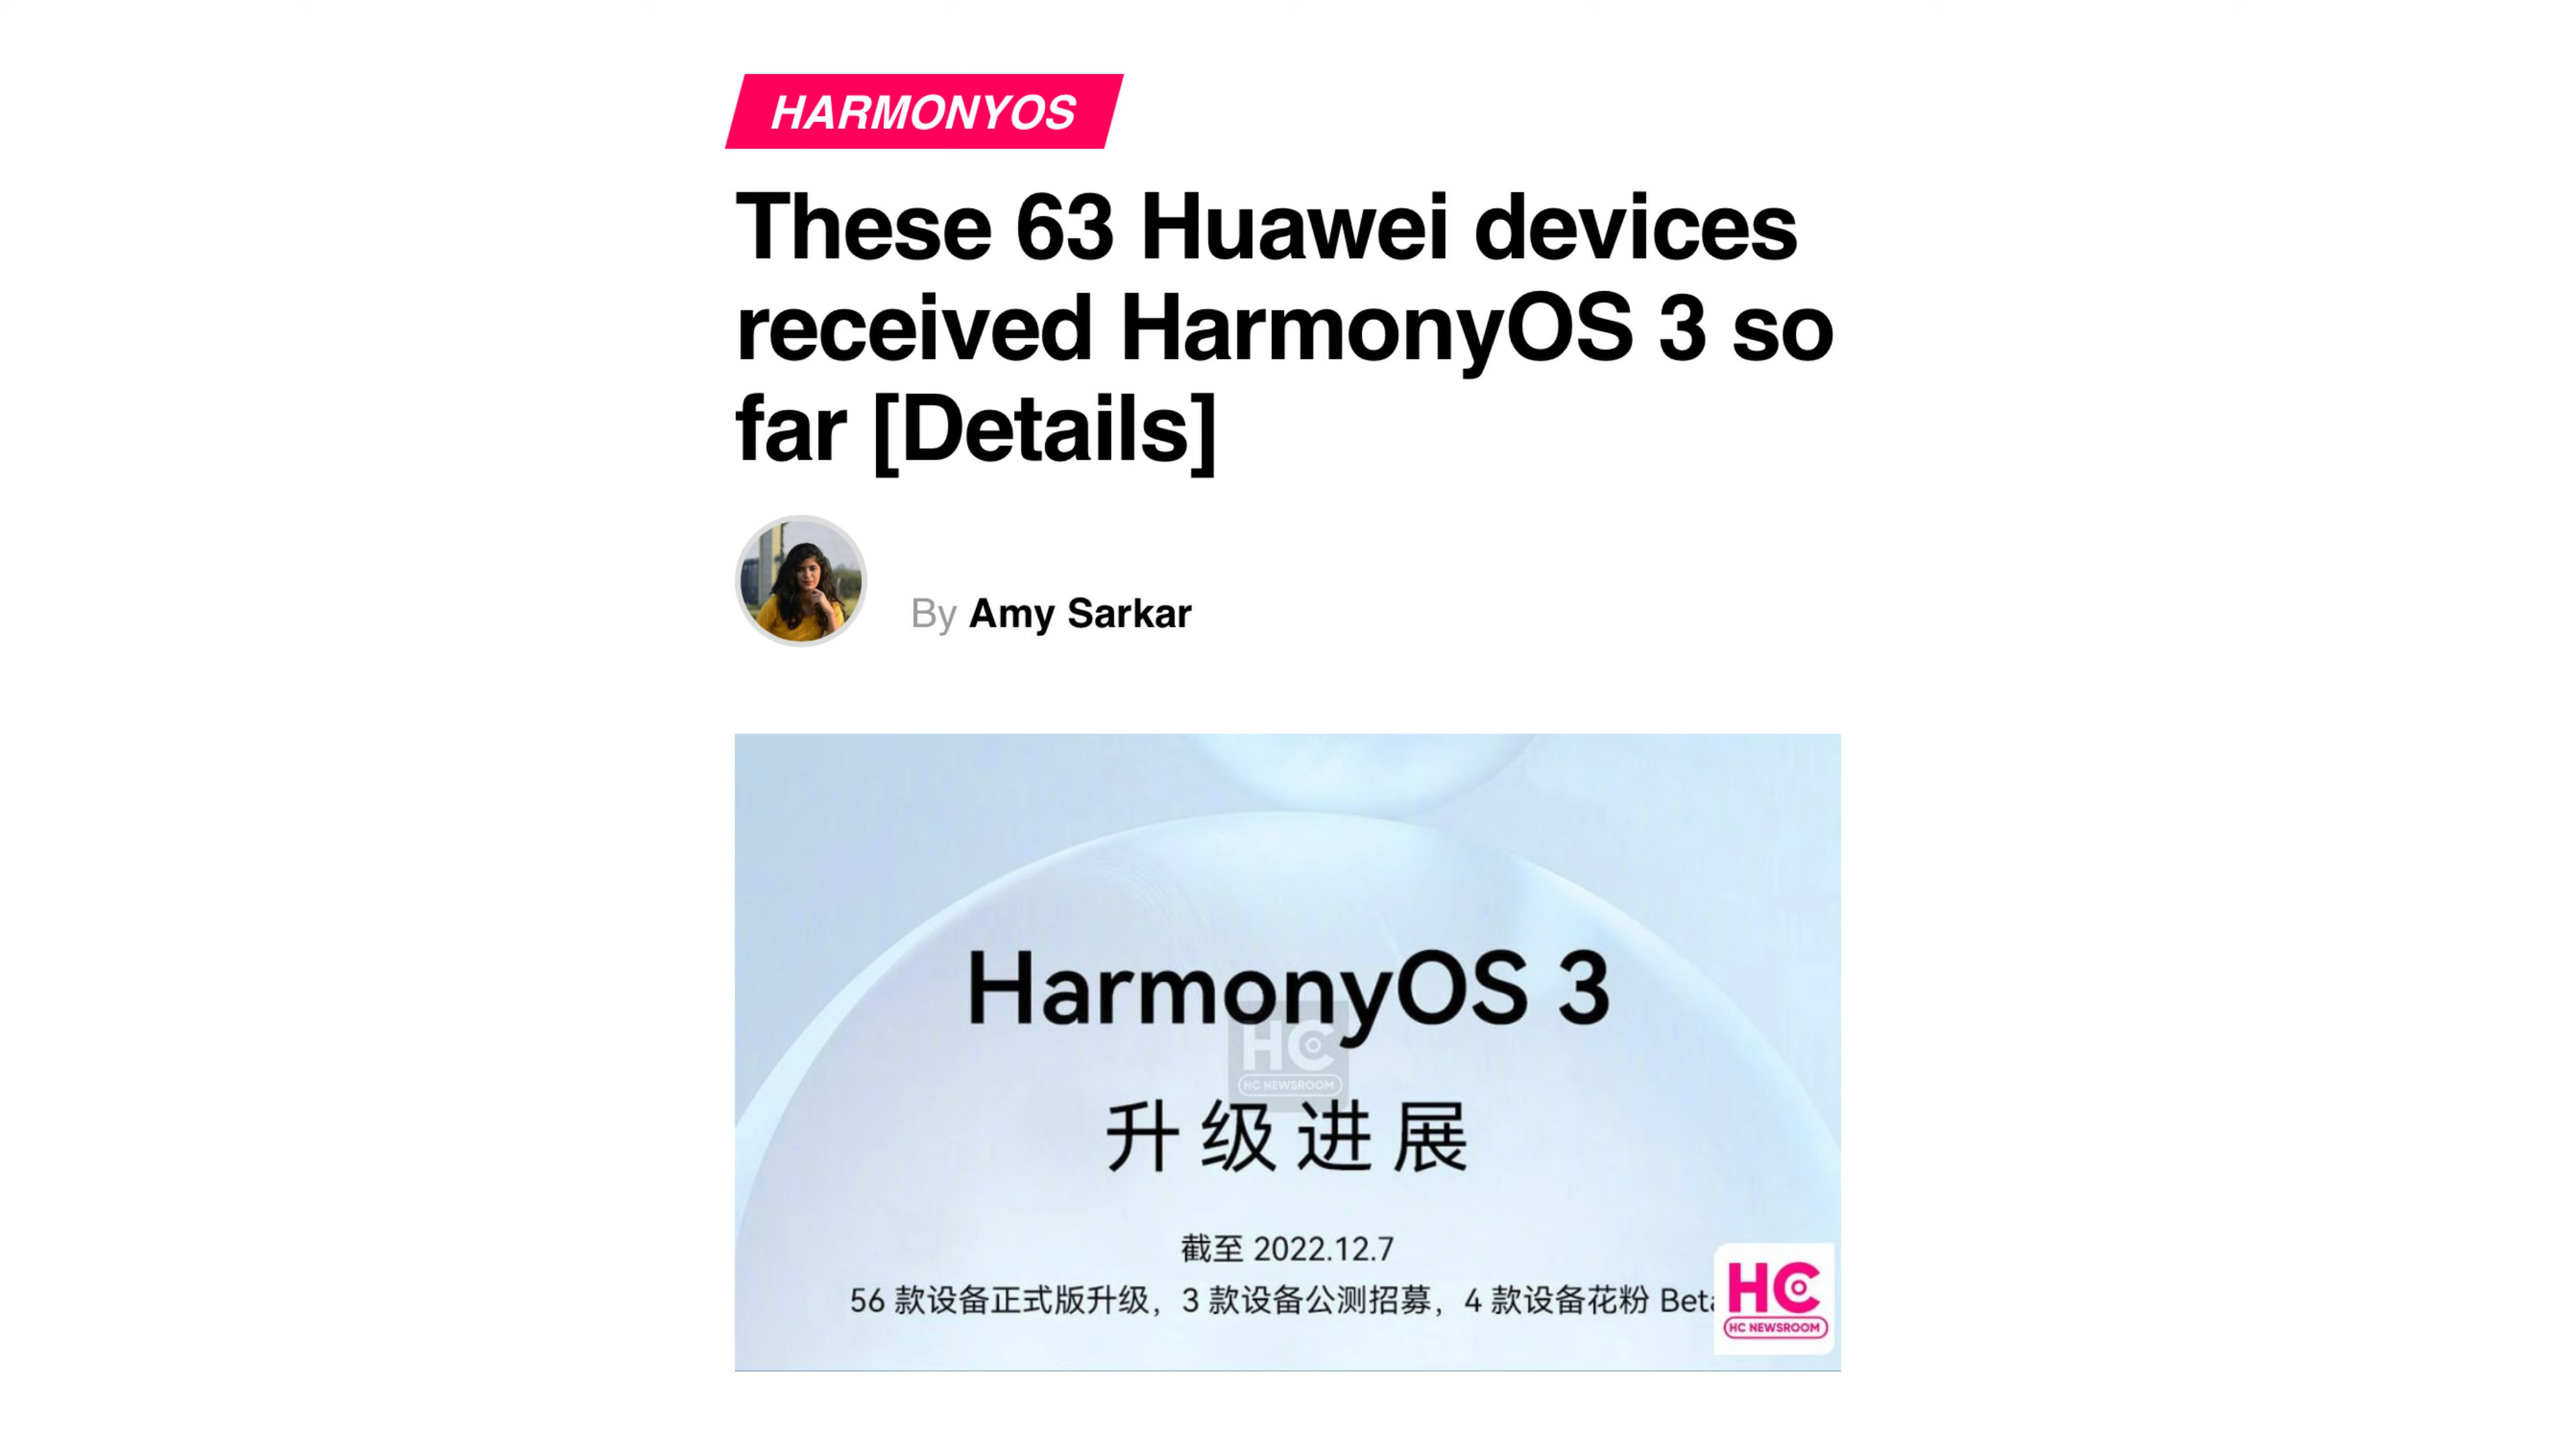 HARMONYOS
These 63 Huawei devices
received HarmonyOS 3 so
far [Details]
By Amy Sarkar
HarmonyOS 3
HC
HC NEWSROOM
升级进展
截至 2022.12.7
56 款设备正式版升级，3 款设备公测招募，4 款设备花粉
HC
HC NEWSROOM